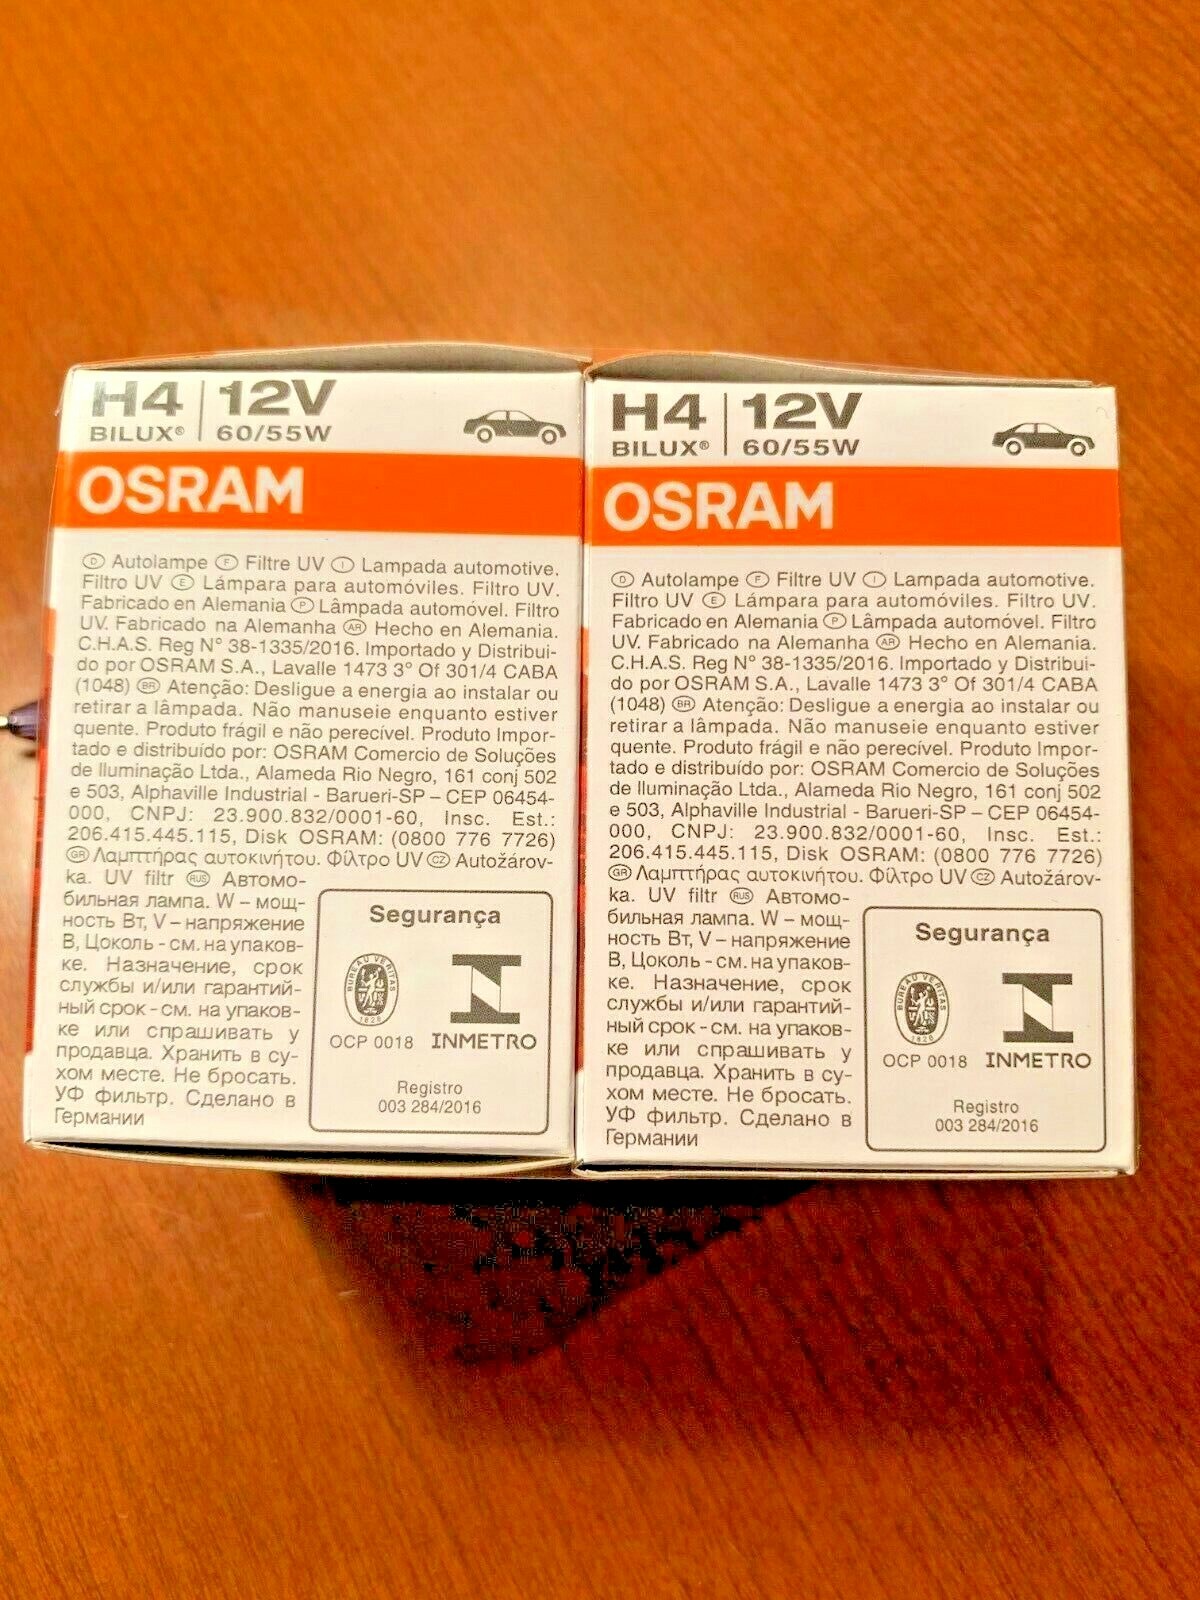 H4 12V
BILUX® 60/55W
OSRAM
D Autolampe F Filtre UV I Lampada automotive.
Filtro UV E Lámpara para automóviles. Filtro UV.
Fabricado en Alemania P Lâmpada automóvel. Filtro
UV. Fabricado na Alemanha AR Hecho en Alemania.
C.H.A.S. Reg N° 38-1335/2016. Importado y Distribui-
do por OSRAM S.A., Lavalle 1473 3° Of 301/4 CABA
(1048) BR Atenção: Desligue a energia ao instalar ou
retirar a lâmpada. Não manuseie enquanto estiver
quente. Produto frágil e não perecível. Produto Impor-
tado e distribuído por: OSRAM Comercio de Soluções
de Iluminação Ltda., Alameda Rio Negro, 161 conj 502
e 503, Alphaville Industrial - Barueri-SP – CEP 06454-
000, CNPJ: 23.900.832/0001-60, Insc. Est.:
206.415.445.115, Disk OSRAM: (0800 776 7726)
GR Λαμπτήρας αυτοκινήτου. Φίλτρο UV CZ Autožárov-
ka. UV filtr RUS Автомо-
бильная лампа. W – мощ-
ность Вт, V – напряжение
В, Цоколь - см. на упаков-
ке. Назначение, срок
службы и/или гарантий-
ный срок - см. на упаков-
ке или спрашивать у
продавца. Хранить в су-
хом месте. Не бросать.
УФ фильтр. Сделано в
Германии
Segurança
BUREAU VERITAS
1828
OCP 0018 INMETRO
Registro
003 284/2016
H4 12V
BILUX® 60/55W
OSRAM
D Autolampe F Filtre UV I Lampada automotive.
Filtro UV E Lámpara para automóviles. Filtro UV.
Fabricado en Alemania P Lâmpada automóvel. Filtro
UV. Fabricado na Alemanha AR Hecho en Alemania.
C.H.A.S. Reg N° 38-1335/2016. Importado y Distribui-
do por OSRAM S.A., Lavalle 1473 3° Of 301/4 CABA
(1048) BR Atenção: Desligue a energia ao instalar ou
retirar a lâmpada. Não manuseie enquanto estiver
quente. Produto frágil e não perecível. Produto Impor-
tado e distribuído por: OSRAM Comercio de Soluções
de Iluminação Ltda., Alameda Rio Negro, 161 conj 502
e 503, Alphaville Industrial - Barueri-SP – CEP 06454-
000, CNPJ: 23.900.832/0001-60, Insc. Est.:
206.415.445.115, Disk OSRAM: (0800 776 7726)
GR Λαμπτήρας αυτοκινήτου. Φίλτρο UV CZ Autožárov-
ka. UV filtr RUS Автомо-
бильная лампа. W – мощ-
ность Вт, V – напряжение
В, Цоколь - см. на упаков-
ке. Назначение, срок
службы и/или гарантий-
ный срок - см. на упаков-
ке или спрашивать у
продавца. Хранить в су-
хом месте. Не бросать.
УФ фильтр. Сделано в
Германии
Segurança
BUREAU VERITAS
1828
OCP 0018 INMETRO
Registro
003 284/2016